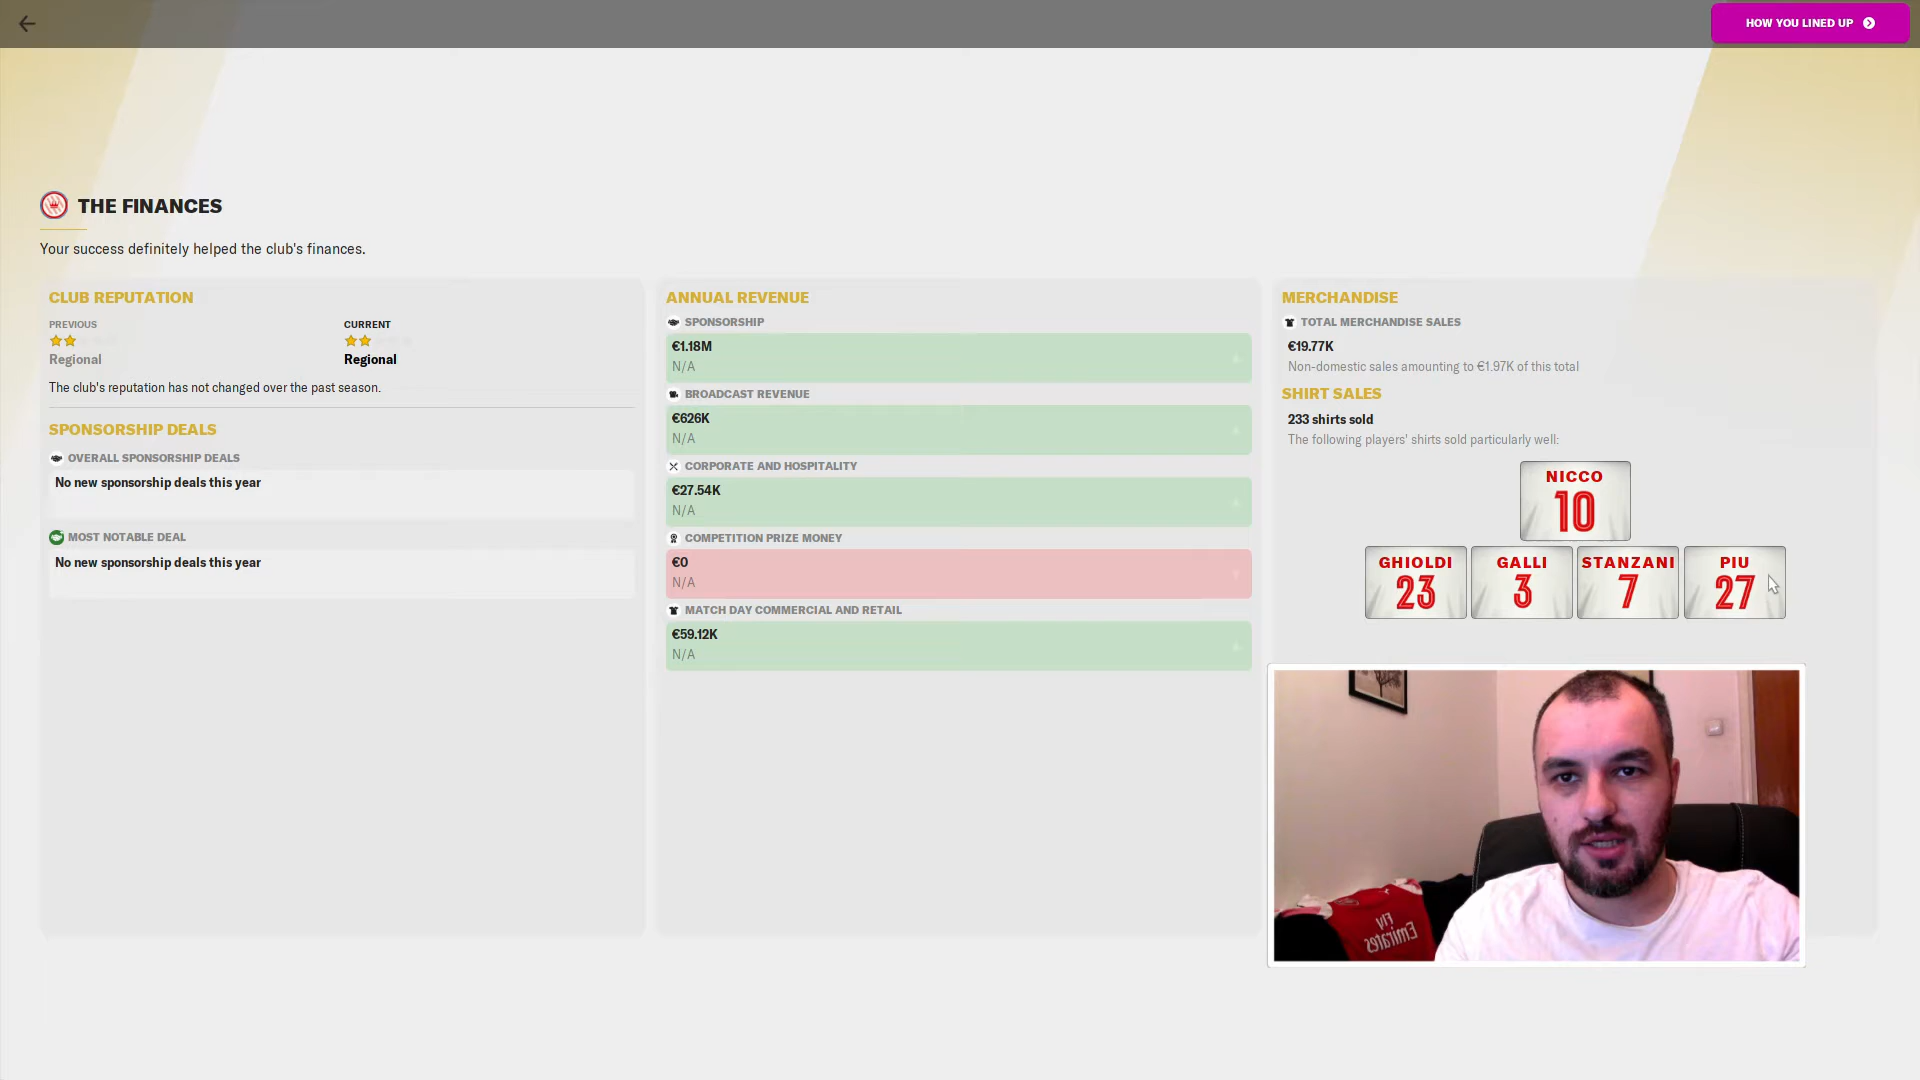 HOW YOU LINED UP
THE FINANCES
Your success definitely helped the club's finances.
CLUB REPUTATION
PREVIOUS
CURRENT
Regional
Regional
The club's reputation has not changed over the past season.
SPONSORSHIP DEALS
OVERALL SPONSORSHIP DEALS
No new sponsorship deals this year
MOST NOTABLE DEAL
No new sponsorship deals this year
ANNUAL REVENUE
SPONSORSHIP
€1.18M
N/A
BROADCAST REVENUE
€626K
N/A
CORPORATE AND HOSPITALITY
€27.54K
N/A
COMPETITION PRIZE MONEY
€0
N/A
MATCH DAY COMMERCIAL AND RETAIL
€59.12K
N/A
MERCHANDISE
TOTAL MERCHANDISE SALES
€19.77K
Non-domestic sales amounting to €1.97K of this total
SHIRT SALES
233 shirts sold
The following players' shirts sold particularly well:
NICCO
10
GHIOLDI
23
GALLI
3
STANZANI
7
PIU
27
Fly
Emirates